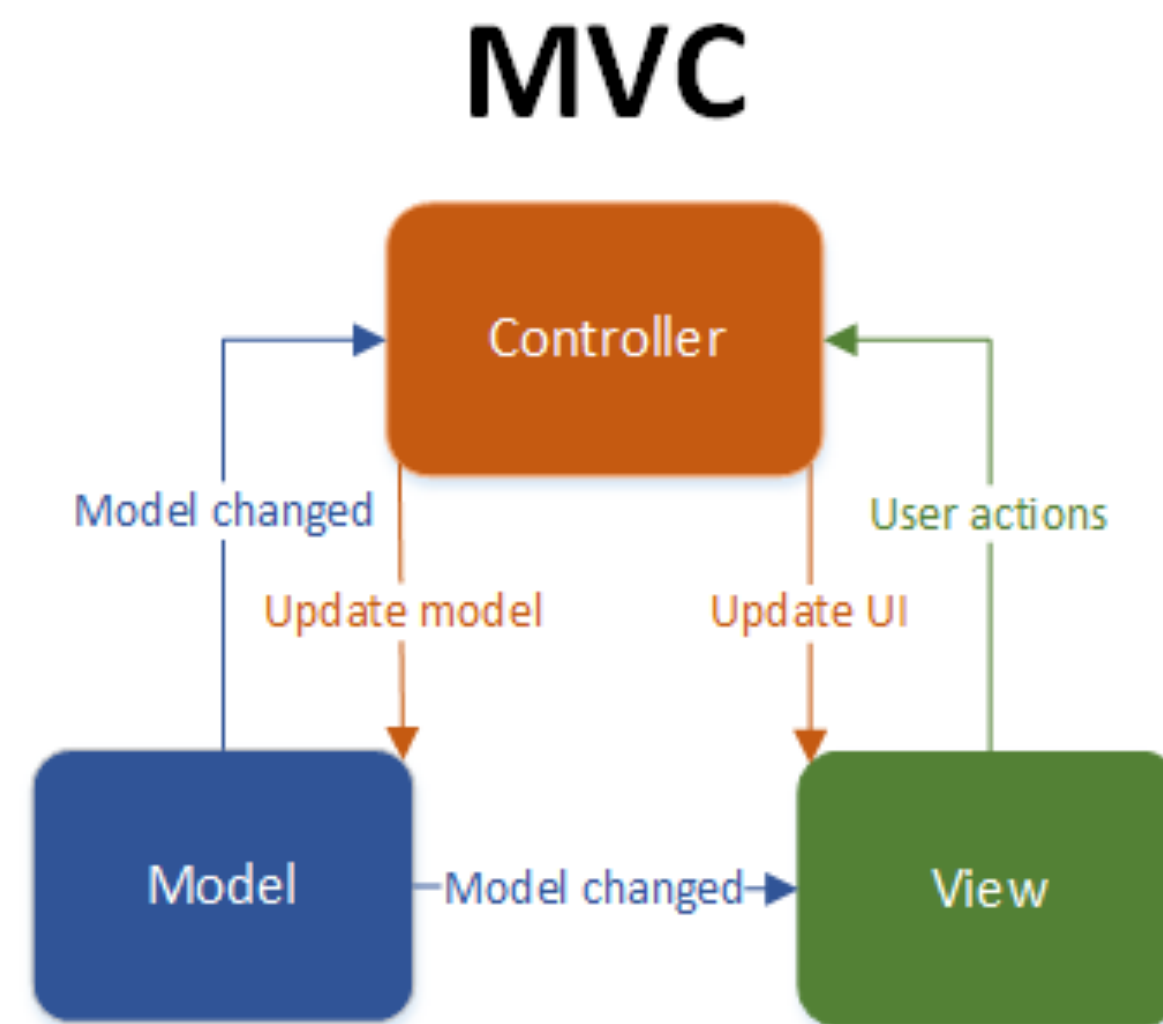 MVC
Controller
Model changed
User actions
Update model
Update UI
Model
Model changed
View